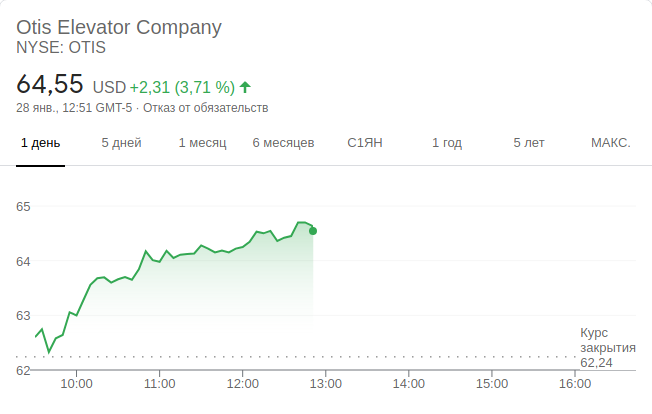 Otis Elevator Company
NYSE: OTIS
64,55 USD +2,31 (3,71 %)
28 янв., 12:51 GMT-5 · Отказ от обязательств
1 день 5 дней 1 месяц 6 месяцев С1ЯН 1 год 5 лет МАКС.
65
64
63
Курс
закрытия
62,24
62
10:00 11:00 12:00 13:00 14:00 15:00 16:00